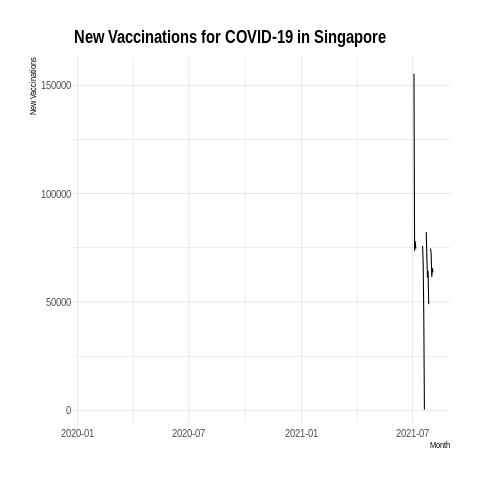 New Vaccinations for COVID-19 in Singapore
New Vaccinations
150000
100000
50000
0
2020-01 2020-07 2021-01 2021-07
Month